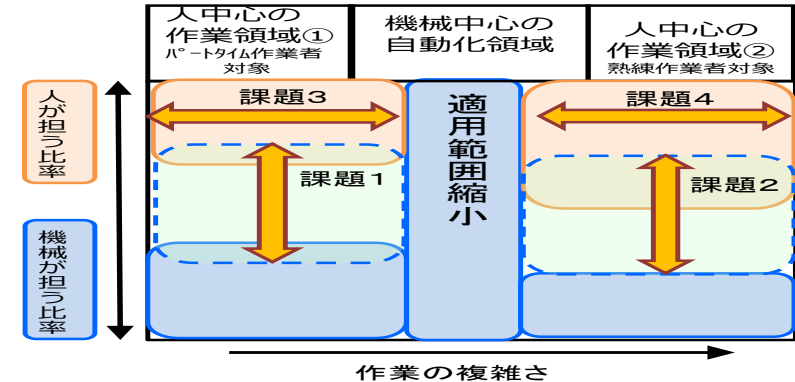 人中心の
作業領域①
パートタイム作業者
対象
機械中心の
自動化領域
人中心の
作業領域②
熟練作業者対象
人が担う比率
機械が担う比率
課題3
課題1
適用範囲縮小
課題4
課題2
作業の複雑さ